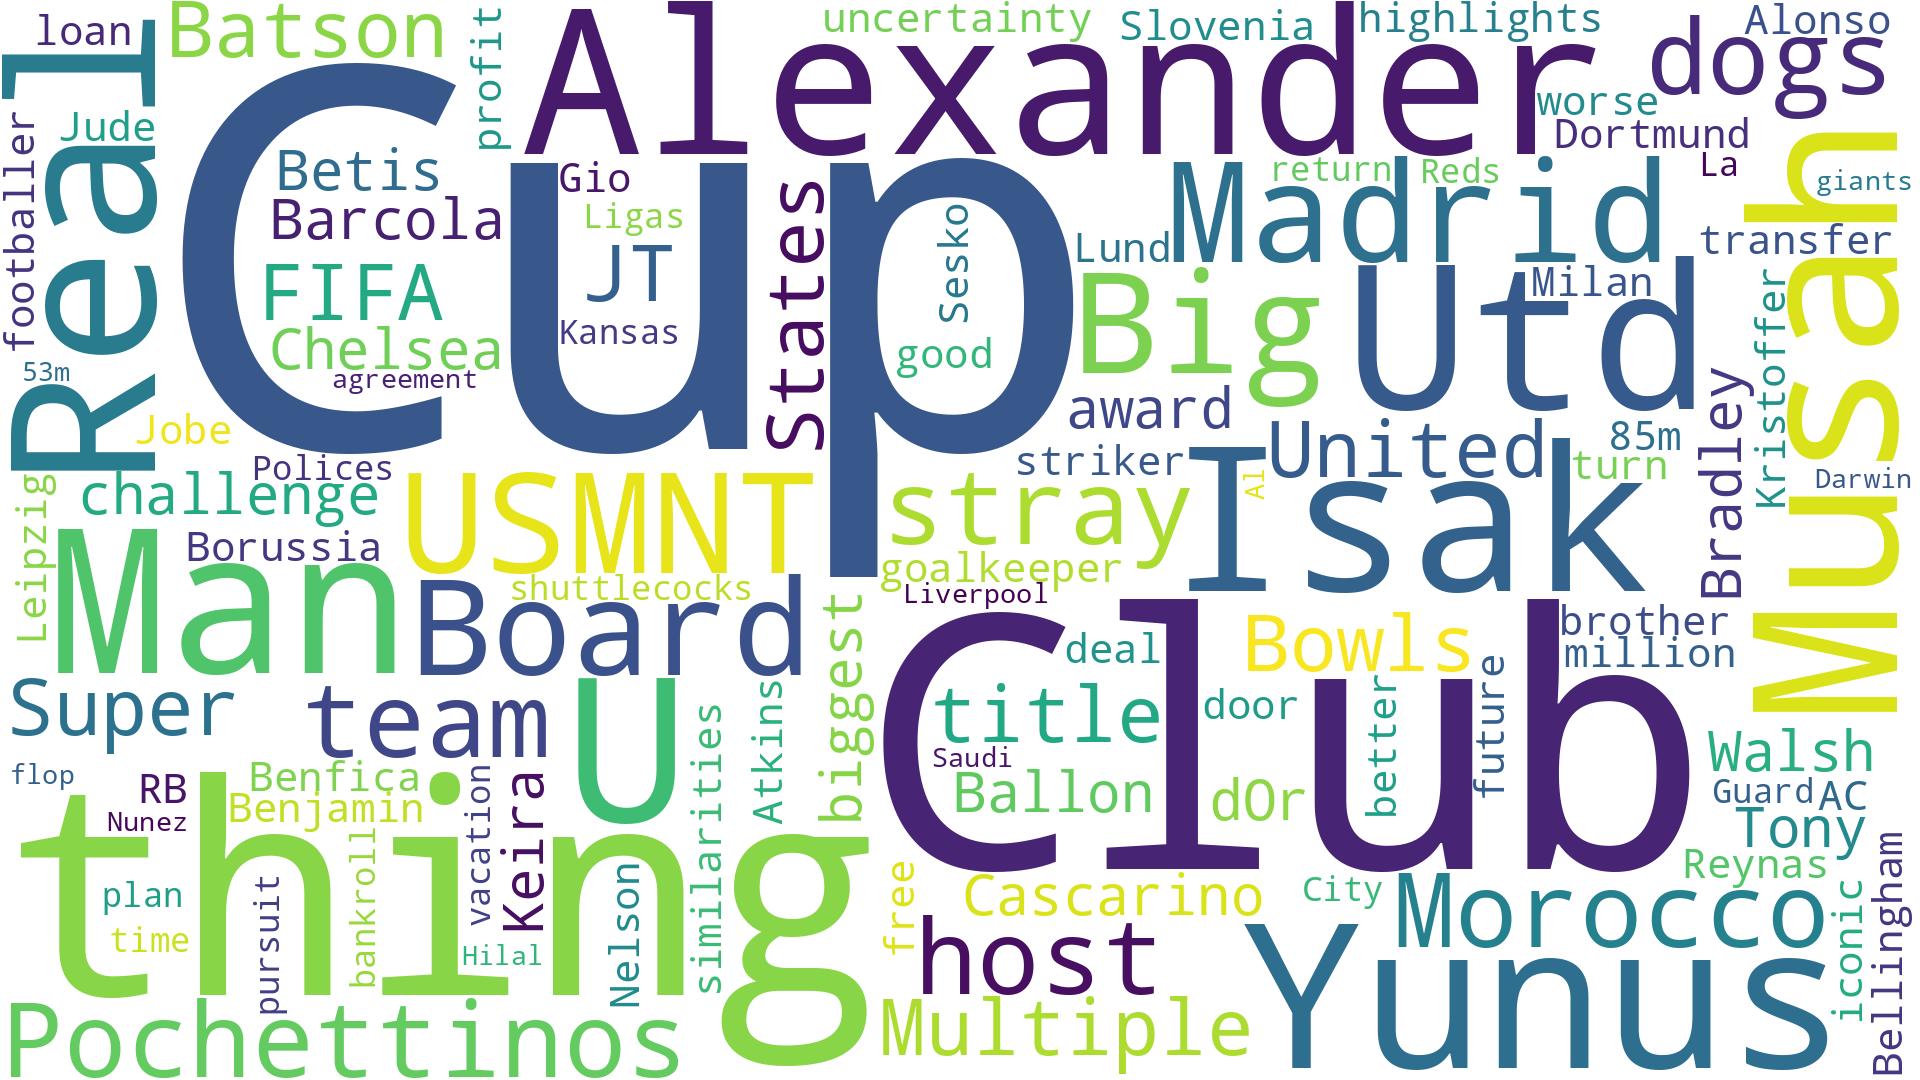 loan
Batson
profit
Alexander
uncertainty
Slovenia
highlights
Alonso
dogs
Real
Jude
footballer
Cup
Betis
Barcola
FIFA
Chelsea
agreement
Gio
Ligas
JT
Kansas
States
Sesko
good
Lund
Madrid
return
Reds
worse
Dortmund
La
giants
transfer
Musah
Big
Utd
Milan
Kristoffer
Bradley
53m
Jobe
award
striker
United
85m
turn
Darwin
Al
Isak
Polices
challenge
Leipzig
Borussia
USMNT
stray
goalkeeper
shuttlecocks
Liverpool
Man
Board
biggest
Club
deal
Bowls
brother
million
Super
team
U
similarities
Atkins
title
door
better
future
Saudi
Ballon
dOr
Walsh
Guard
AC
Tony
Reynas
flop
RB
Nunez
Benfica
Benjamin
vacation
Keira
thing
plan
time
pursuit
bankroll
Hilal
Nelson
free
Cascarino
City
Morocco
iconic
Bellingham
host
Yunus
Pochettinos
Multiple